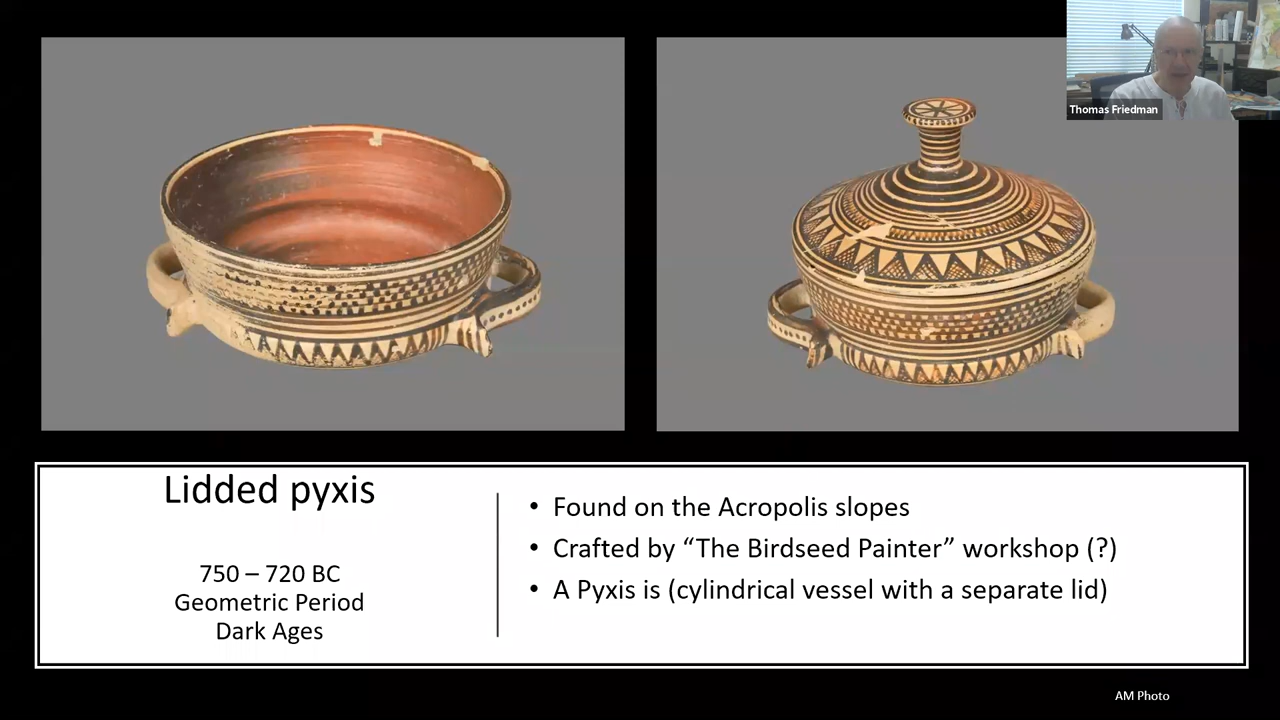 Thomas Friedman
Lidded pyxis
750 – 720 BC
Geometric Period
Dark Ages
• Found on the Acropolis slopes
• Crafted by “The Birdseed Painter” workshop (?)
• A Pyxis is (cylindrical vessel with a separate lid)
AM Photo